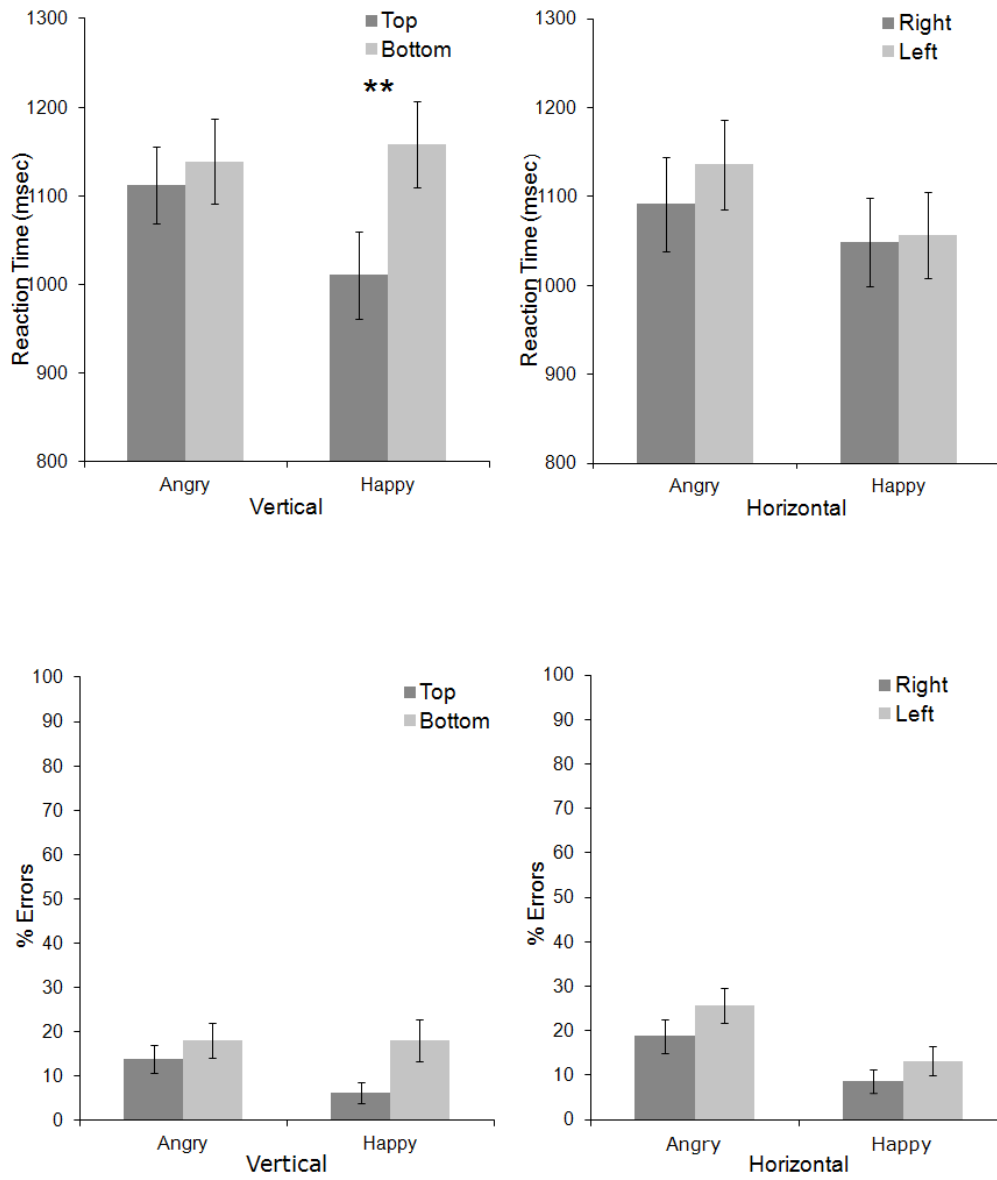 1300
1200
1100
1000
900
800
Reaction Time (msec)
Top
Bottom
**
Angry
Happy
Vertical
1300
1200
1100
1000
900
800
Reaction Time (msec)
Right
Left
Angry
Happy
Horizontal
100
90
80
70
60
50
40
30
20
10
0
% Errors
Top
Bottom
Angry
Happy
Vertical
100
90
80
70
60
50
40
30
20
10
0
% Errors
Right
Left
Angry
Happy
Horizontal